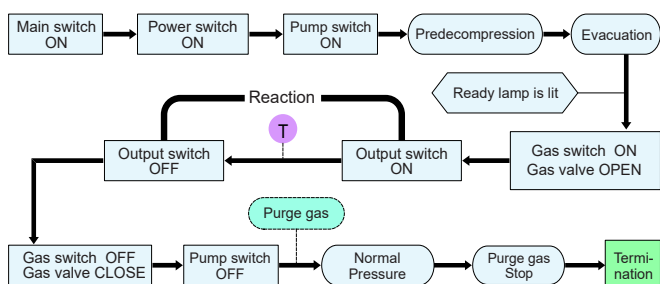 Main switch
ON
Power switch
ON
Pump switch
ON
Predecompression
Evacuation
Ready lamp is lit
Reaction
T
Output switch
OFF
Output switch
ON
Gas switch ON
Gas valve OPEN
Purge gas
Gas switch OFF
Gas valve CLOSE
Pump switch
OFF
Normal
Pressure
Purge gas
Stop
Termi-
nation